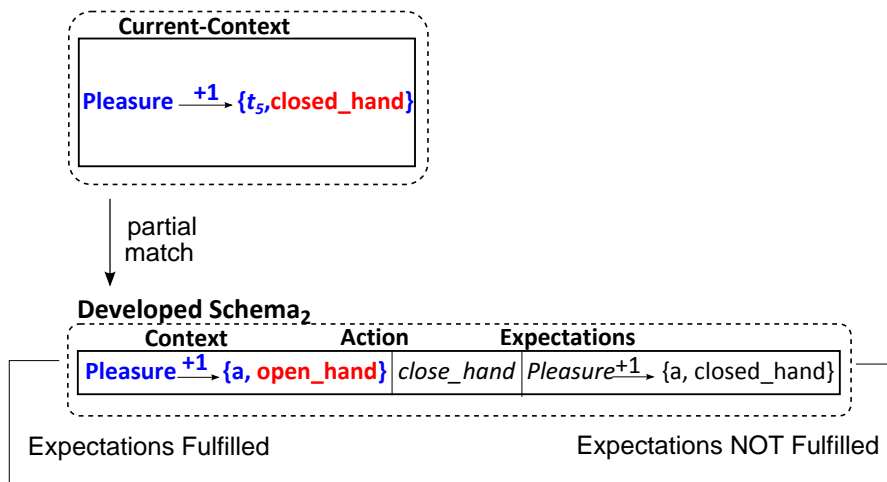 Current-Context
Pleasure +1 {t₅,closed_hand}
partial
match
Developed Schema₂
Context Action Expectations
Pleasure +1 {a, open_hand} close_hand Pleasure +1 {a, closed_hand}
Expectations Fulfilled Expectations NOT Fulfilled